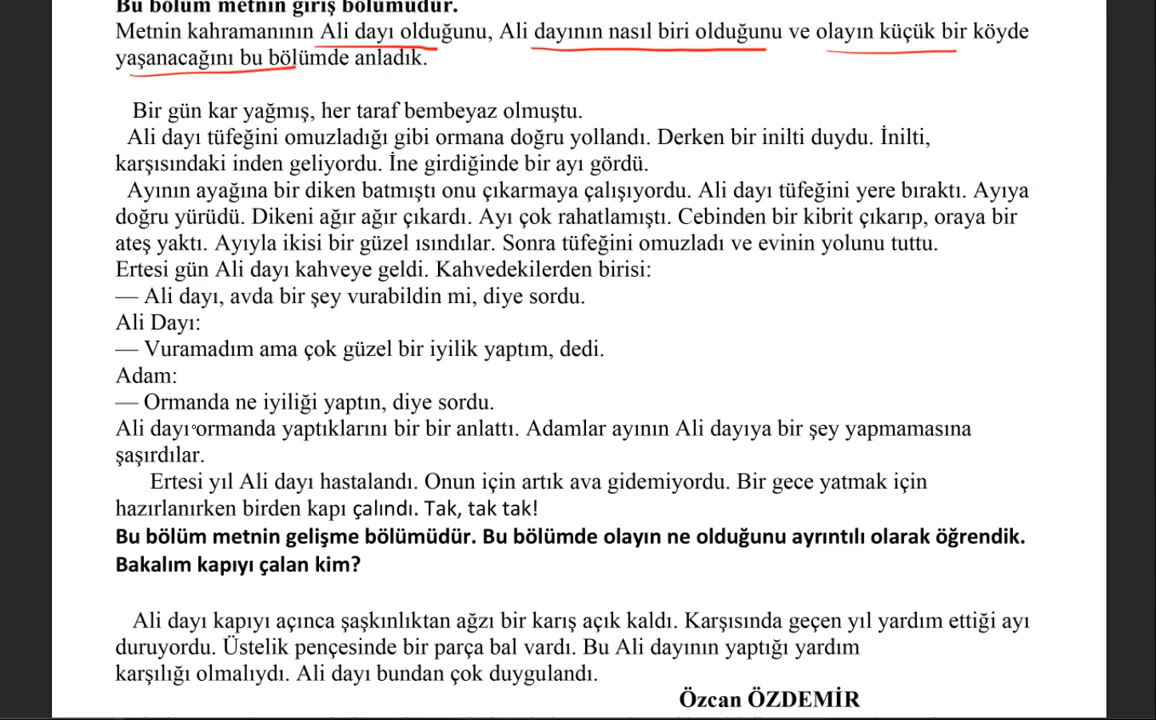 Bu bölüm metnin giriş bölümüdür.
Metnin kahramanının Ali dayı olduğunu, Ali dayının nasıl biri olduğunu ve olayın küçük bir köyde
yaşanacağını bu bölümde anladık.
Bir gün kar yağmış, her taraf bembeyaz olmuştu.
Ali dayı tüfeğini omuzladığı gibi ormana doğru yollandı. Derken bir inilti duydu. İnilti,
karşısındaki inden geliyordu. İne girdiğinde bir ayı gördü.
Ayının ayağına bir diken batmıştı onu çıkarmaya çalışıyordu. Ali dayı tüfeğini yere bıraktı. Ayıya
doğru yürüdü. Dikeni ağır ağır çıkardı. Ayı çok rahatlamıştı. Cebinden bir kibrit çıkarıp, oraya bir
ateş yaktı. Ayıyla ikisi bir güzel ısındılar. Sonra tüfeğini omuzladı ve evinin yolunu tuttu.
Ertesi gün Ali dayı kahveye geldi. Kahvedekilerden birisi:
— Ali dayı, avda bir şey vurabildin mi, diye sordu.
Ali Dayı:
— Vuramadım ama çok güzel bir iyilik yaptım, dedi.
Adam:
— Ormanda ne iyiliği yaptın, diye sordu.
Ali dayı ormanda yaptıklarını bir bir anlattı. Adamlar ayının Ali dayıya bir şey yapmamasına
şaşırdılar.
Ertesi yıl Ali dayı hastalandı. Onun için artık ava gidemiyordu. Bir gece yatmak için
hazırlanırken birden kapı çalındı. Tak, tak tak!
Bu bölüm metnin gelişme bölümüdür. Bu bölümde olayın ne olduğunu ayrıntılı olarak öğrendik.
Bakalım kapıyı çalan kim?
Ali dayı kapıyı açınca şaşkınlıktan ağzı bir karış açık kaldı. Karşısında geçen yıl yardım ettiği ayı
duruyordu. Üstelik pençesinde bir parça bal vardı. Bu Ali dayının yaptığı yardım
karşılığı olmalıydı. Ali dayı bundan çok duygulandı.
Özcan ÖZDEMİR